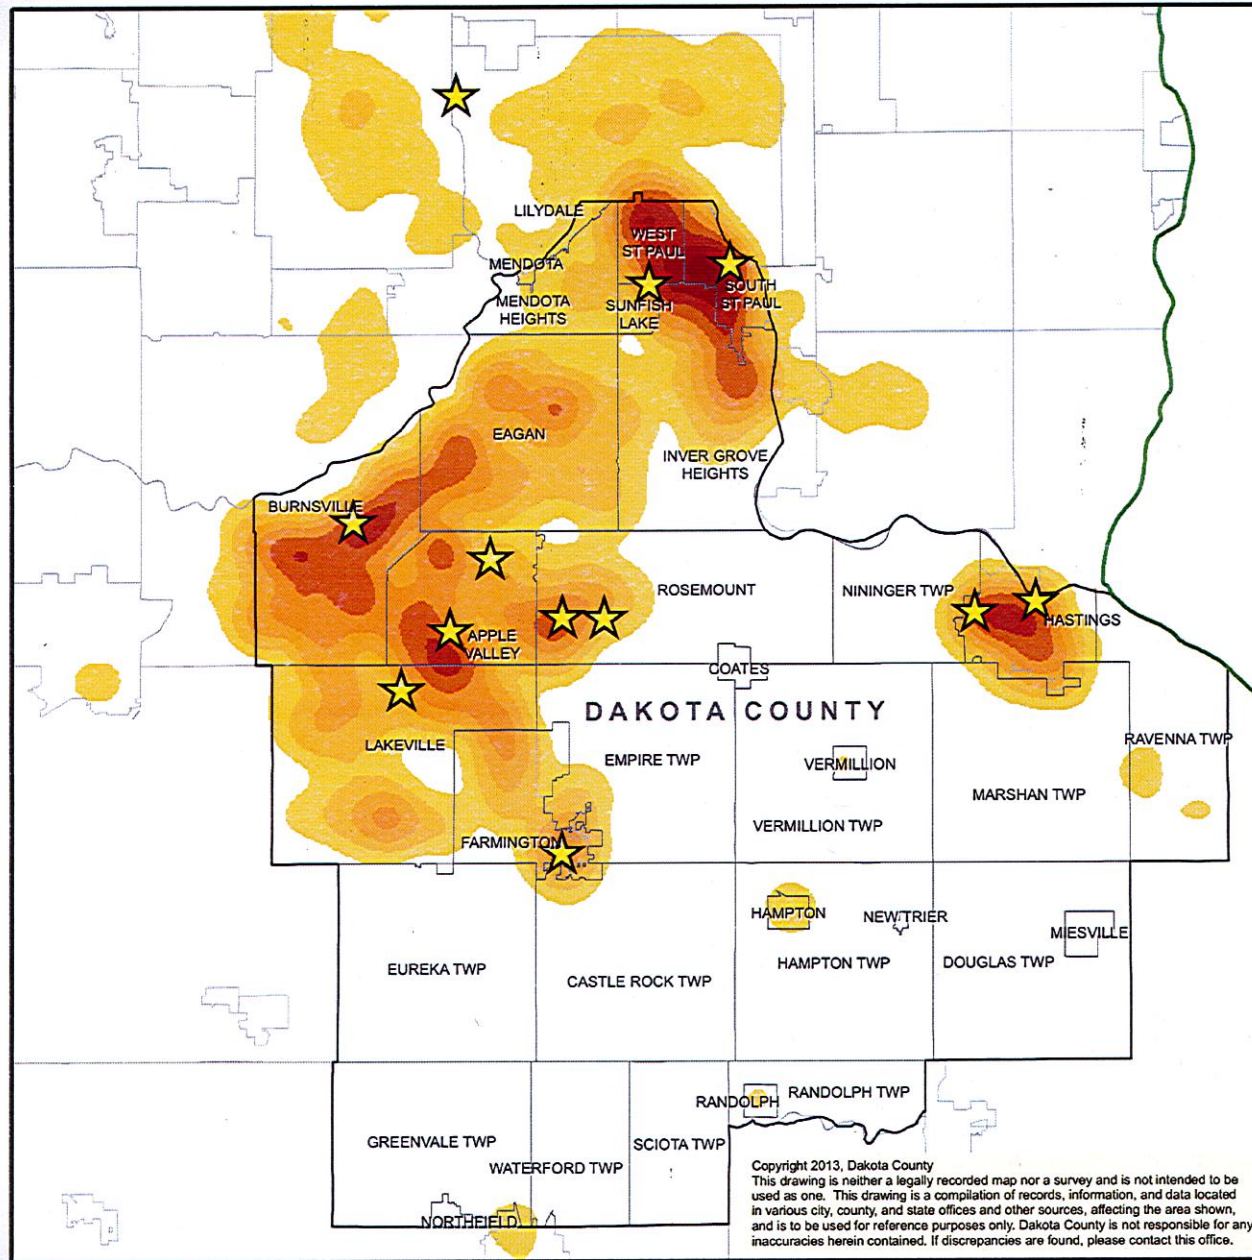 LILYDALE
WEST
ST PAUL
MENDOTA
SOUTH
ST PAUL
MENDOTA
HEIGHTS
SUNFISH
LAKE
EAGAN
INVER GROVE
HEIGHTS
BURNSVILLE
ROSEMOUNT
NININGER TWP
HASTINGS
APPLE
VALLEY
COATES
DAKOTA COUNTY
LAKEVILLE
EMPIRE TWP
VERMILLION
RAVENNA TWP
MARSHAN TWP
VERMILLION TWP
FARMINGTON
HAMPTON
NEW TRIER
MIESVILLE
EUREKA TWP
CASTLE ROCK TWP
HAMPTON TWP
DOUGLAS TWP
RANDOLPH
RANDOLPH TWP
GREENVALE TWP
WATERFORD TWP
SCIOTA TWP
NORTHFIELD
Copyright 2013, Dakota County
This drawing is neither a legally recorded map nor a survey and is not intended to be
used as one. This drawing is a compilation of records, information, and data located
in various city, county, and state offices and other sources, affecting the area shown,
and is to be used for reference purposes only. Dakota County is not responsible for any
inaccuracies herein contained. If discrepancies are found, please contact this office.